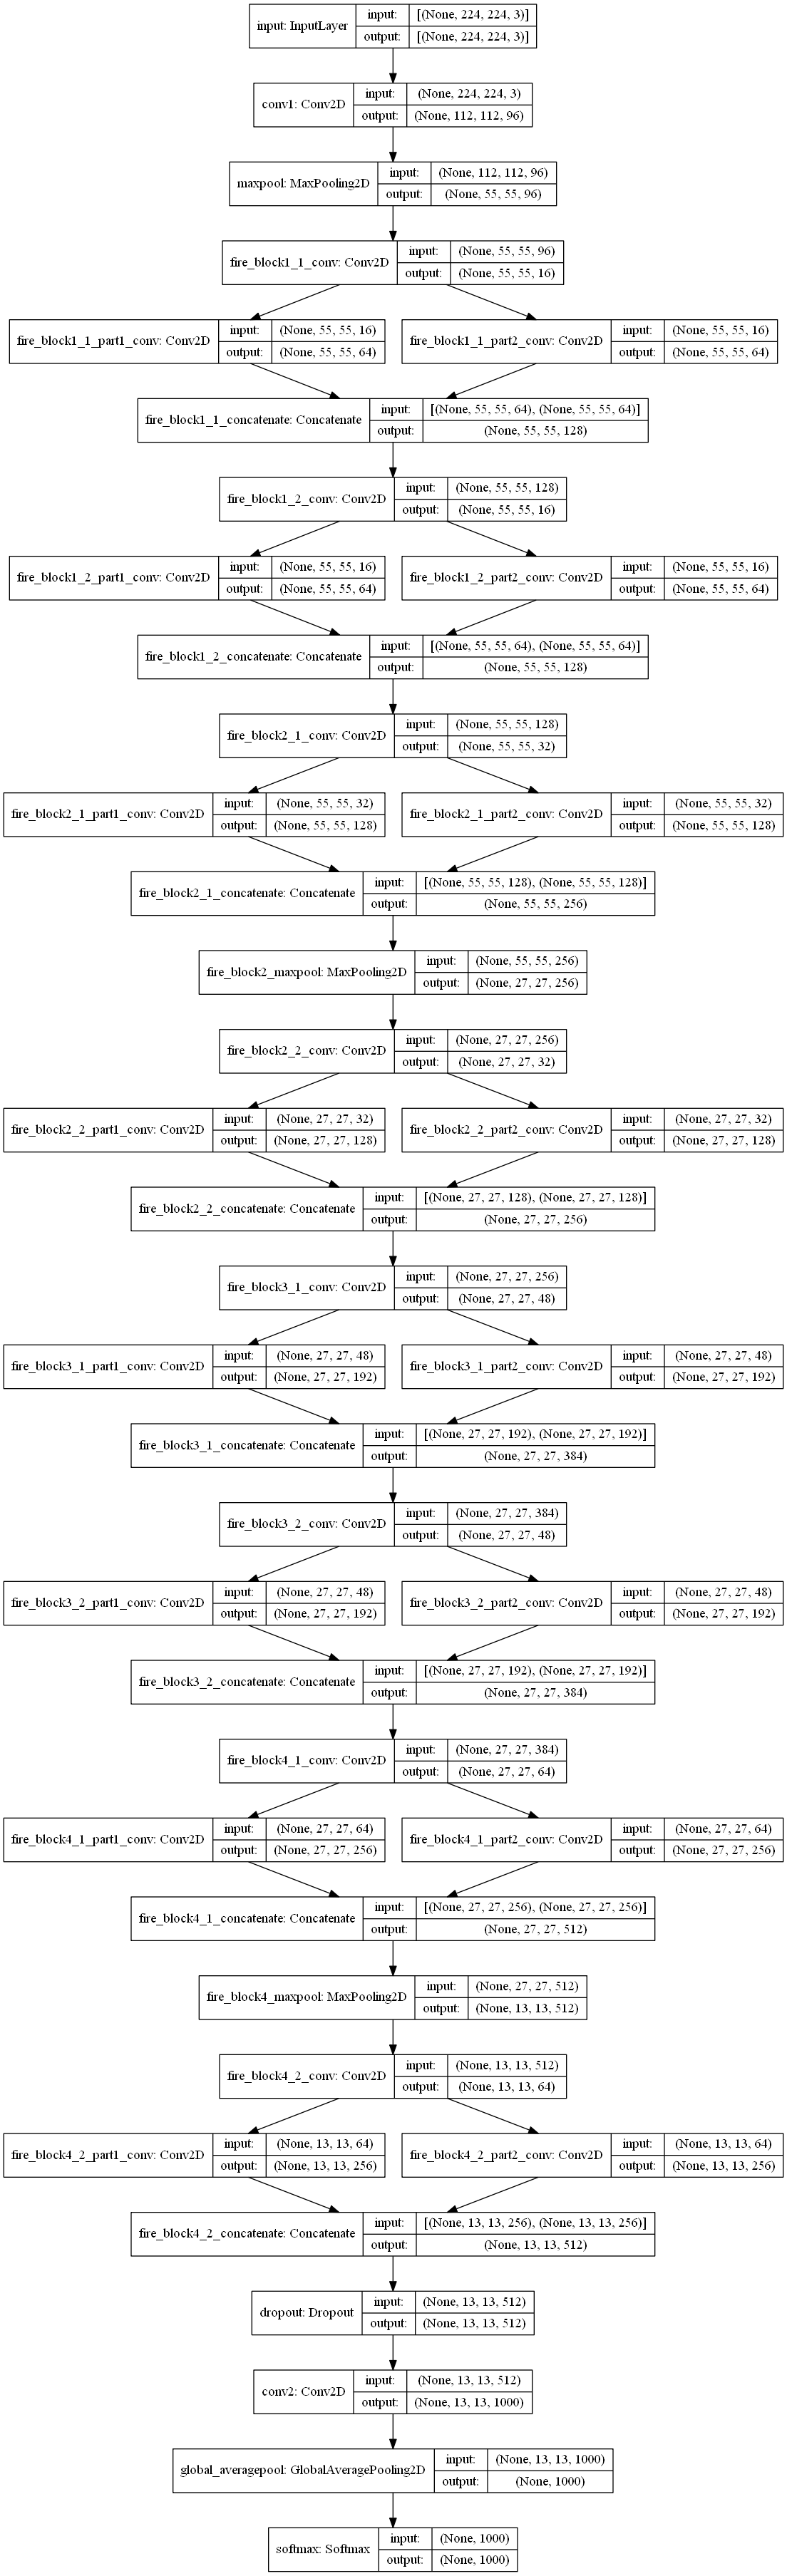 input: InputLayer input: [(None, 224, 224, 3)]
output: [(None, 224, 224, 3)]
conv1: Conv2D input: (None, 224, 224, 3)
output: (None, 112, 112, 96)
maxpool: MaxPooling2D input: (None, 112, 112, 96)
output: (None, 55, 55, 96)
fire_block1_1_conv: Conv2D input: (None, 55, 55, 96)
output: (None, 55, 55, 16)
fire_block1_1_part1_conv: Conv2D input: (None, 55, 55, 16)
output: (None, 55, 55, 64)
fire_block1_1_part2_conv: Conv2D input: (None, 55, 55, 16)
output: (None, 55, 55, 64)
fire_block1_1_concatenate: Concatenate input: [(None, 55, 55, 64), (None, 55, 55, 64)]
output: (None, 55, 55, 128)
fire_block1_2_conv: Conv2D input: (None, 55, 55, 128)
output: (None, 55, 55, 16)
fire_block1_2_part1_conv: Conv2D input: (None, 55, 55, 16)
output: (None, 55, 55, 64)
fire_block1_2_part2_conv: Conv2D input: (None, 55, 55, 16)
output: (None, 55, 55, 64)
fire_block1_2_concatenate: Concatenate input: [(None, 55, 55, 64), (None, 55, 55, 64)]
output: (None, 55, 55, 128)
fire_block2_1_conv: Conv2D input: (None, 55, 55, 128)
output: (None, 55, 55, 32)
fire_block2_1_part1_conv: Conv2D input: (None, 55, 55, 32)
output: (None, 55, 55, 128)
fire_block2_1_part2_conv: Conv2D input: (None, 55, 55, 32)
output: (None, 55, 55, 128)
fire_block2_1_concatenate: Concatenate input: [(None, 55, 55, 128), (None, 55, 55, 128)]
output: (None, 55, 55, 256)
fire_block2_maxpool: MaxPooling2D input: (None, 55, 55, 256)
output: (None, 27, 27, 256)
fire_block2_2_conv: Conv2D input: (None, 27, 27, 256)
output: (None, 27, 27, 32)
fire_block2_2_part1_conv: Conv2D input: (None, 27, 27, 32)
output: (None, 27, 27, 128)
fire_block2_2_part2_conv: Conv2D input: (None, 27, 27, 32)
output: (None, 27, 27, 128)
fire_block2_2_concatenate: Concatenate input: [(None, 27, 27, 128), (None, 27, 27, 128)]
output: (None, 27, 27, 256)
fire_block3_1_conv: Conv2D input: (None, 27, 27, 256)
output: (None, 27, 27, 48)
fire_block3_1_part1_conv: Conv2D input: (None, 27, 27, 48)
output: (None, 27, 27, 192)
fire_block3_1_part2_conv: Conv2D input: (None, 27, 27, 48)
output: (None, 27, 27, 192)
fire_block3_1_concatenate: Concatenate input: [(None, 27, 27, 192), (None, 27, 27, 192)]
output: (None, 27, 27, 384)
fire_block3_2_conv: Conv2D input: (None, 27, 27, 384)
output: (None, 27, 27, 48)
fire_block3_2_part1_conv: Conv2D input: (None, 27, 27, 48)
output: (None, 27, 27, 192)
fire_block3_2_part2_conv: Conv2D input: (None, 27, 27, 48)
output: (None, 27, 27, 192)
fire_block3_2_concatenate: Concatenate input: [(None, 27, 27, 192), (None, 27, 27, 192)]
output: (None, 27, 27, 384)
fire_block4_1_conv: Conv2D input: (None, 27, 27, 384)
output: (None, 27, 27, 64)
fire_block4_1_part1_conv: Conv2D input: (None, 27, 27, 64)
output: (None, 27, 27, 256)
fire_block4_1_part2_conv: Conv2D input: (None, 27, 27, 64)
output: (None, 27, 27, 256)
fire_block4_1_concatenate: Concatenate input: [(None, 27, 27, 256), (None, 27, 27, 256)]
output: (None, 27, 27, 512)
fire_block4_maxpool: MaxPooling2D input: (None, 27, 27, 512)
output: (None, 13, 13, 512)
fire_block4_2_conv: Conv2D input: (None, 13, 13, 512)
output: (None, 13, 13, 64)
fire_block4_2_part1_conv: Conv2D input: (None, 13, 13, 64)
output: (None, 13, 13, 256)
fire_block4_2_part2_conv: Conv2D input: (None, 13, 13, 64)
output: (None, 13, 13, 256)
fire_block4_2_concatenate: Concatenate input: [(None, 13, 13, 256), (None, 13, 13, 256)]
output: (None, 13, 13, 512)
dropout: Dropout input: (None, 13, 13, 512)
output: (None, 13, 13, 512)
conv2: Conv2D input: (None, 13, 13, 512)
output: (None, 13, 13, 1000)
global_averagepool: GlobalAveragePooling2D input: (None, 13, 13, 1000)
output: (None, 1000)
softmax: Softmax input: (None, 1000)
output: (None, 1000)